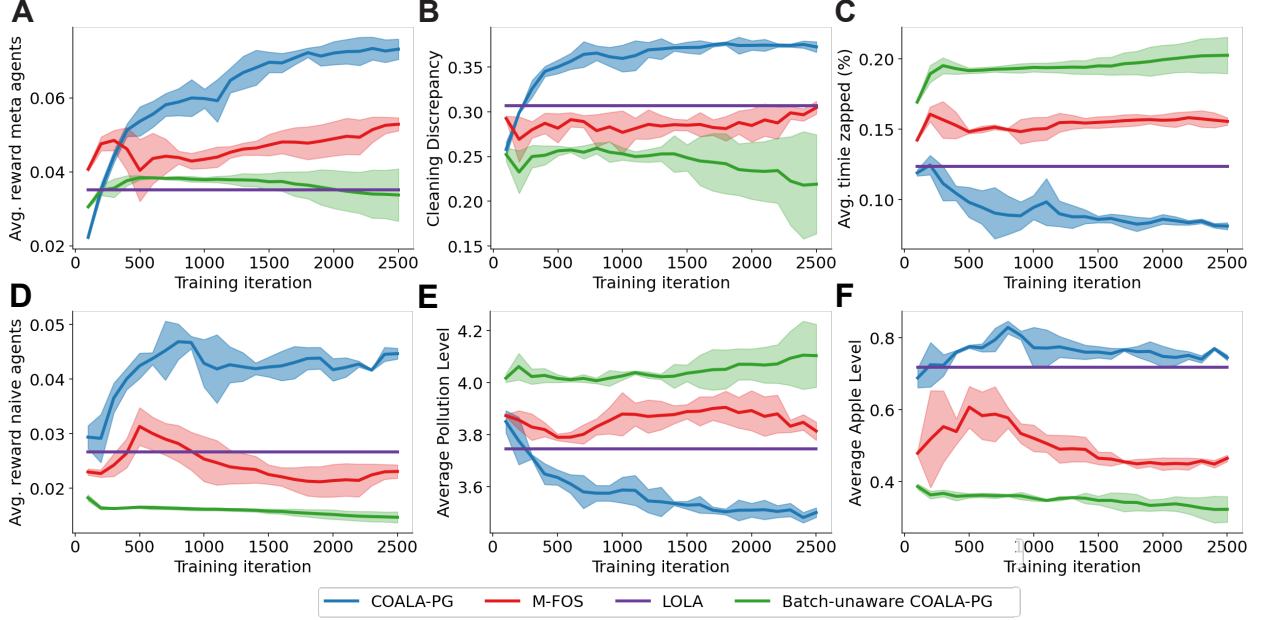 A
Avg. reward meta agents
0.06
0.04
0.02
0 500 1000 1500 2000 2500
Training iteration
B
Cleaning Discrepancy
0.35
0.30
0.25
0.20
0.15
0 500 1000 1500 2000 2500
Training iteration
C
Avg. timie zapped (%)
0.20
0.15
0.10
0 500 1000 1500 2000 2500
Training iteration
D
Avg. reward naive agents
0.05
0.04
0.03
0.02
0 500 1000 1500 2000 2500
Training iteration
E
Average Pollution Level
4.2
4.0
3.8
3.6
0 500 1000 1500 2000 2500
Training iteration
F
Average Apple Level
0.8
0.6
0.4
0 500 1000 1500 2000 2500
Training iteration
COALA-PG M-FOS LOLA Batch-unaware COALA-PG